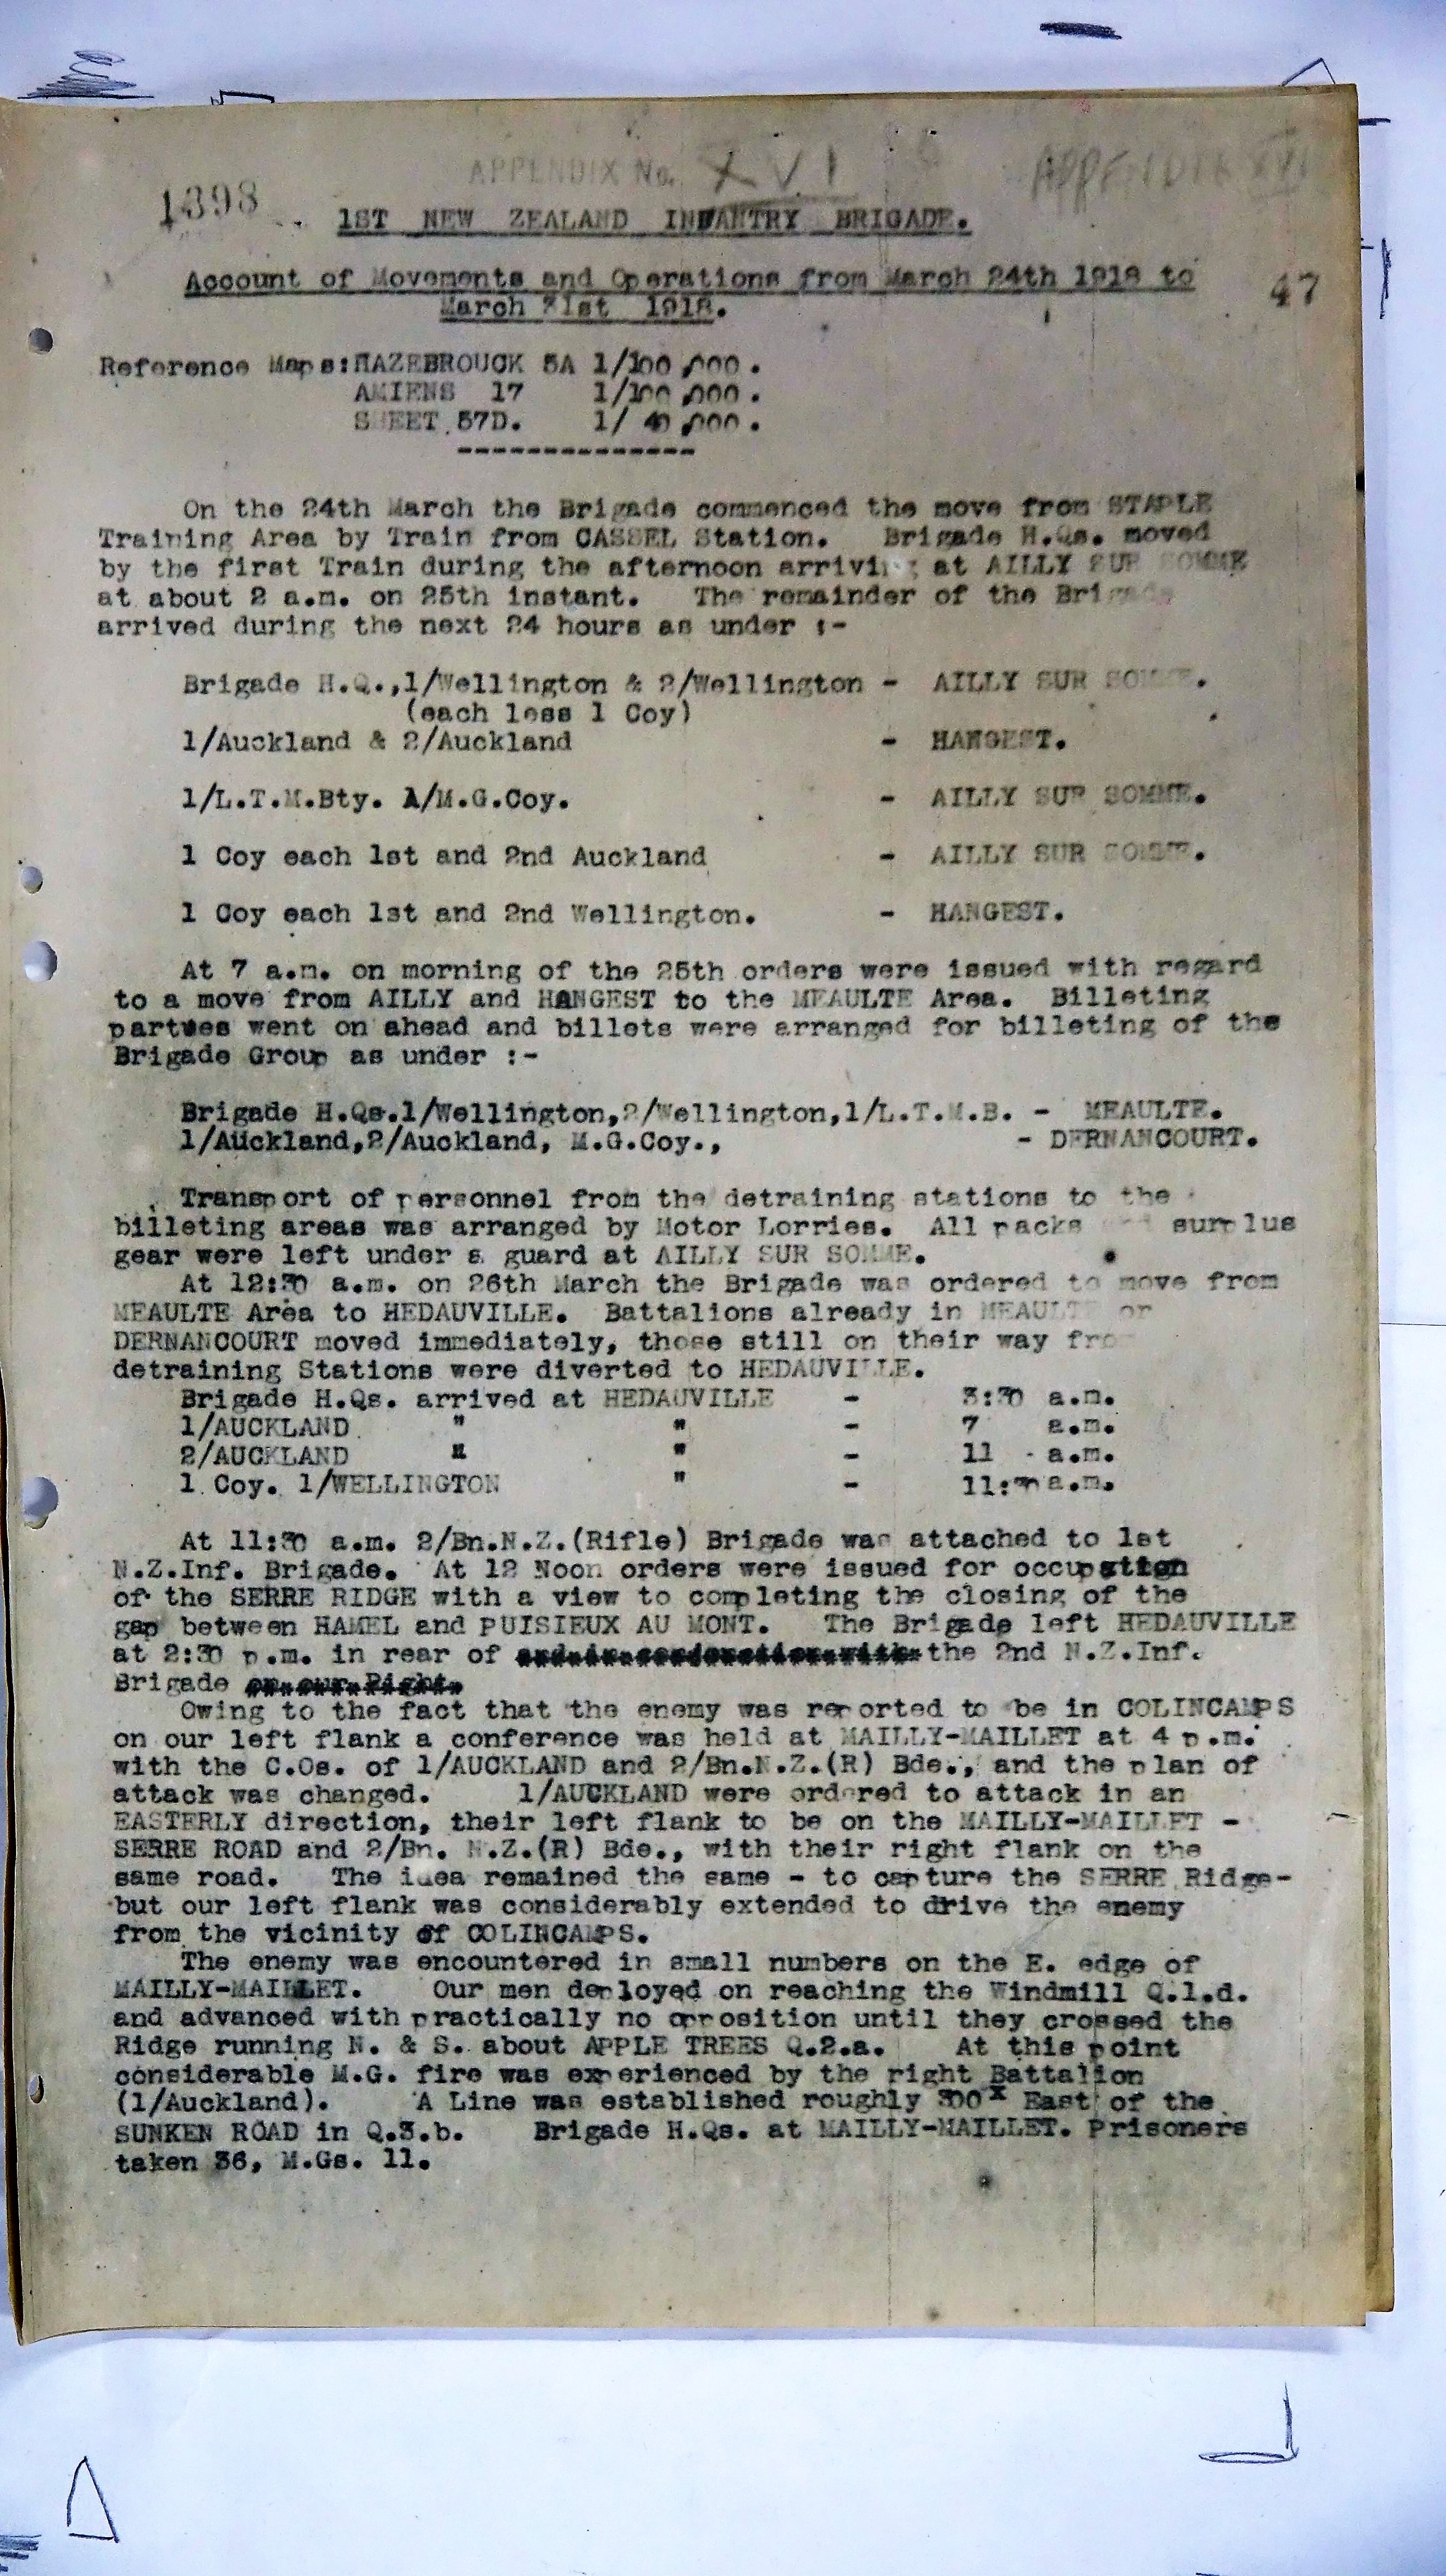 APPENDIX No. XVI APPENDIX XVI
1398
1ST NEW ZEALAND INFANTRY BRIGADE.
Account of Movements and Operations from March 24th 1918 to
March 31st 1918.
47
Reference Maps:HAZEBROUCK 5A 1/100,000.
AMIENS 17 1/100,000.
SHEET 57D. 1/ 40,000.
--------------
On the 24th March the Brigade commenced the move from STAPLE
Training Area by Train from CASSEL Station. Brigade H.Qs. moved
by the first Train during the afternoon arriving at AILLY SUR SOMME
at about 2 a.m. on 25th instant. The remainder of the Brigade
arrived during the next 24 hours as under :-
Brigade H.Q.,1/Wellington & 2/Wellington - AILLY SUR SOMME.
(each less 1 Coy)
1/Auckland & 2/Auckland - HANGEST.
1/L.T.M.Bty. 1/M.G.Coy. - AILLY SUR SOMME.
1 Coy each 1st and 2nd Auckland - AILLY SUR SOMME.
1 Coy each 1st and 2nd Wellington. - HANGEST.
At 7 a.m. on morning of the 25th orders were issued with regard
to a move from AILLY and HANGEST to the MEAULTE Area. Billeting
parties went on ahead and billets were arranged for billeting of the
Brigade Group as under :-
Brigade H.Qs.1/Wellington,2/Wellington,1/L.T.M.B. - MEAULTE.
1/Auckland,2/Auckland, M.G.Coy., - DERNANCOURT.
Transport of personnel from the detraining stations to the
billeting areas was arranged by Motor Lorries. All packs and surplus
gear were left under a guard at AILLY SUR SOMME.
At 12:30 a.m. on 26th March the Brigade was ordered to move from
MEAULTE Area to HEDAUVILLE. Battalions already in MEAULTE or
DERNANCOURT moved immediately, those still on their way from
detraining Stations were diverted to HEDAUVILLE.
Brigade H.Qs. arrived at HEDAUVILLE - 3:30 a.m.
1/AUCKLAND " " - 7 a.m.
2/AUCKLAND " " - 11 a.m.
1 Coy. 1/WELLINGTON " - 11:30 a.m.
At 11:30 a.m. 2/Bn.N.Z.(Rifle) Brigade was attached to 1st
N.Z.Inf. Brigade. At 12 Noon orders were issued for occupation
of the SERRE RIDGE with a view to completing the closing of the
gap between HAMEL and PUISIEUX AU MONT. The Brigade left HEDAUVILLE
at 2:30 p.m. in rear of and in conjunction with the 2nd N.Z.Inf.
Brigade on our Right.
Owing to the fact that the enemy was reported to be in COLINCAMPS
on our left flank a conference was held at MAILLY-MAILLET at 4 p.m.
with the C.Os. of 1/AUCKLAND and 2/Bn.N.Z.(R) Bde., and the plan of
attack was changed. 1/AUCKLAND were ordered to attack in an
EASTERLY direction, their left flank to be on the MAILLY-MAILLET -
SERRE ROAD and 2/Bn. N.Z.(R) Bde., with their right flank on the
same road. The idea remained the same - to capture the SERRE Ridge-
but our left flank was considerably extended to drive the enemy
from the vicinity of COLINCAMPS.
The enemy was encountered in small numbers on the E. edge of
MAILLY-MAILLET. Our men deployed on reaching the Windmill Q.1.d.
and advanced with practically no opposition until they crossed the
Ridge running N. & S. about APPLE TREES Q.2.a. At this point
considerable M.G. fire was experienced by the right Battalion
(1/Auckland). A Line was established roughly 300x East of the
SUNKEN ROAD in Q.3.b. Brigade H.Qs. at MAILLY-MAILLET. Prisoners
taken 36, M.Gs. 11.